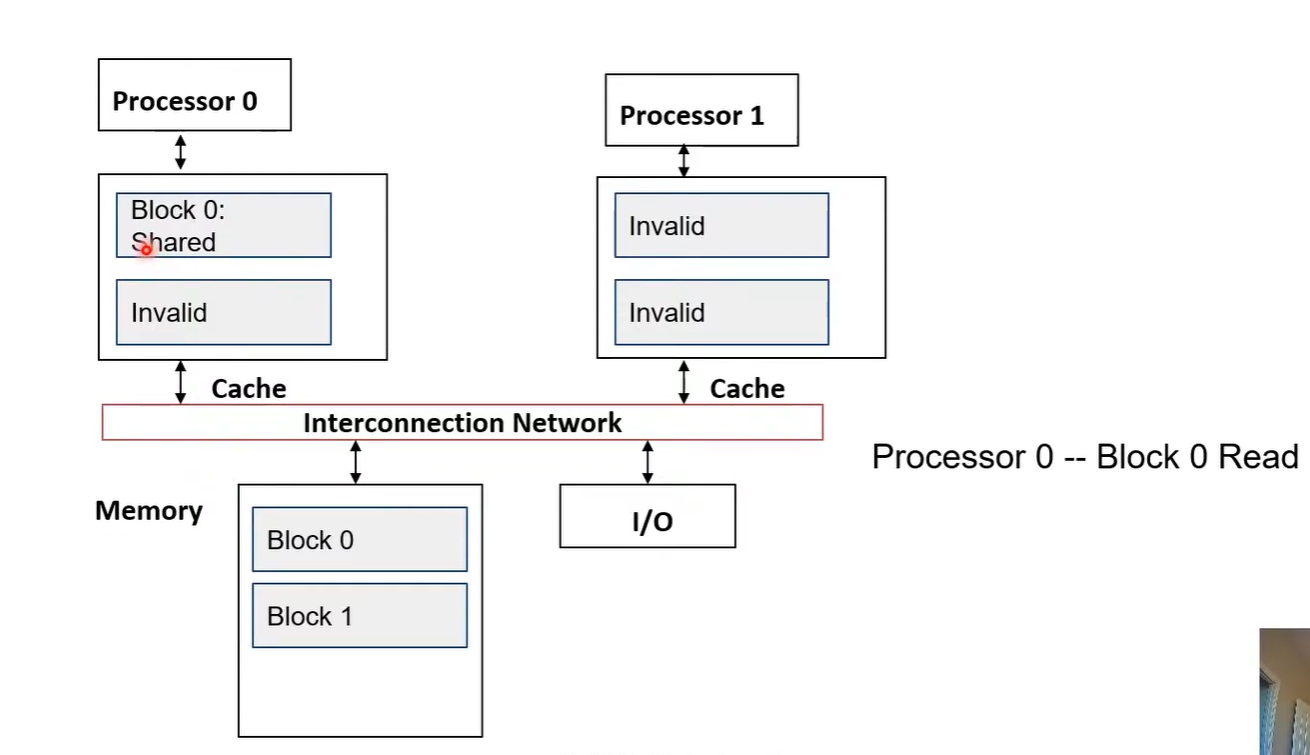 Processor 0
Processor 1
Block 0:
Shared
Invalid
Invalid
Invalid
Cache
Cache
Interconnection Network
Processor 0 -- Block 0 Read
Memory
I/O
Block 0
Block 1